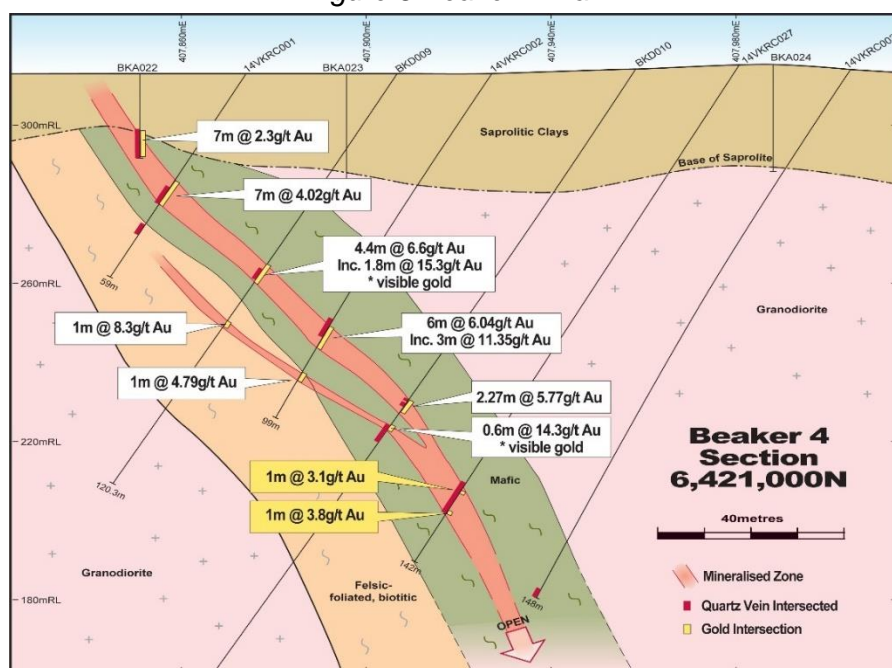 407,860mE
407,900mE
407,940mE
407,980mE
BKA022
14VKRC001
BKA023
BKD009
14VKRC002
BKD010
14VKRC027
BKA024
300mRL
260mRL
220mRL
180mRL
Saprolitic Clays
Base of Saprolite
7m @ 2.3g/t Au
7m @ 4.02g/t Au
4.4m @ 6.6g/t Au
Inc. 1.8m @ 15.3g/t Au
* visible gold
59m
Granodiorite
1m @ 8.3g/t Au
6m @ 6.04g/t Au
Inc. 3m @ 11.35g/t Au
1m @ 4.79g/t Au
2.27m @ 5.77g/t Au
99m
0.6m @ 14.3g/t Au
* visible gold
120.3m
1m @ 3.1g/t Au
Mafic
1m @ 3.8g/t Au
142m
148m
Granodiorite
Felsic-
foliated, biotitic
OPEN
Beaker 4
Section
6,421,000N
40metres
Mineralised Zone
Quartz Vein Intersected
Gold Intersection